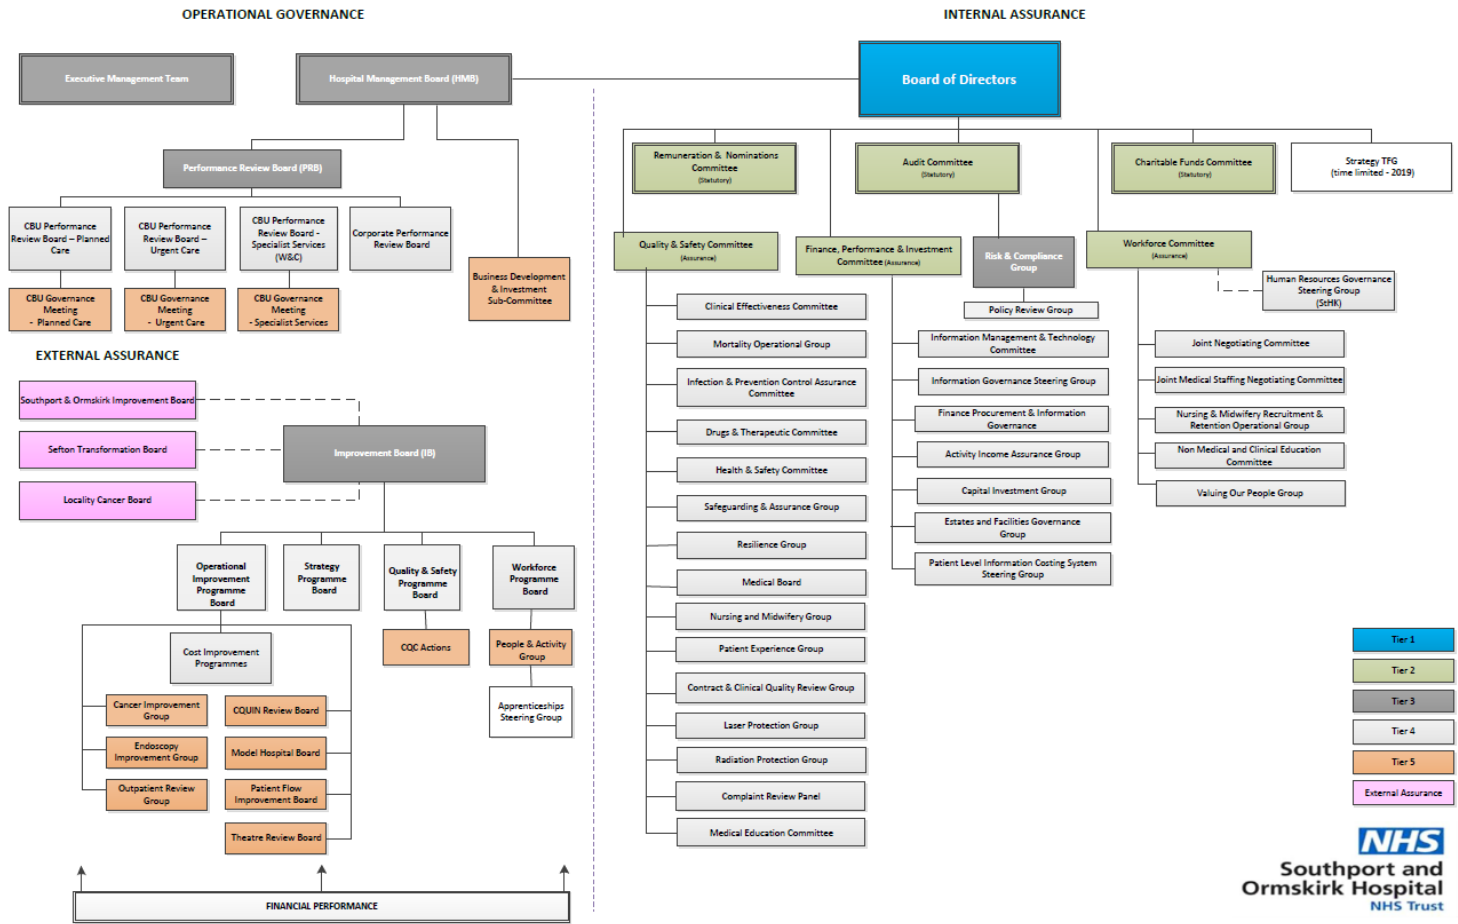 OPERATIONAL GOVERNANCE
INTERNAL ASSURANCE
Executive Management Team
Hospital Management Board (HMB)
Board of Directors
Performance Review Board (PRB)
CBU Performance
Review Board – Planned
Care
CBU Performance
Review Board –
Urgent Care
CBU Performance
Review Board -
Specialist Services
(W&C)
Corporate Performance
Review Board
CBU Governance
Meeting
- Planned Care
CBU Governance
Meeting
- Urgent Care
CBU Governance
Meeting
- Specialist Services
Business Development
& Investment
Sub-Committee
Remuneration & Nominations
Committee
(Statutory)
Audit Committee
(Statutory)
Charitable Funds Committee
(Statutory)
Strategy TFG
(time limited - 2019)
Quality & Safety Committee
(Assurance)
Finance, Performance & Investment
Committee (Assurance)
Risk & Compliance
Group
Policy Review Group
Workforce Committee
(Assurance)
Human Resources Governance
Steering Group
(StHK)
Clinical Effectiveness Committee
Mortality Operational Group
Infection & Prevention Control Assurance
Committee
Drugs & Therapeutic Committee
Health & Safety Committee
Safeguarding & Assurance Group
Resilience Group
Medical Board
Nursing and Midwifery Group
Patient Experience Group
Contract & Clinical Quality Review Group
Laser Protection Group
Radiation Protection Group
Complaint Review Panel
Medical Education Committee
Information Management & Technology
Committee
Information Governance Steering Group
Finance Procurement & Information
Governance
Activity Income Assurance Group
Capital Investment Group
Estates and Facilities Governance
Group
Patient Level Information Costing System
Steering Group
Joint Negotiating Committee
Joint Medical Staffing Negotiating Committee
Nursing & Midwifery Recruitment &
Retention Operational Group
Non Medical and Clinical Education
Committee
Valuing Our People Group
EXTERNAL ASSURANCE
Southport & Ormskirk Improvement Board
Sefton Transformation Board
Locality Cancer Board
Improvement Board (IB)
Operational
Improvement
Programme
Board
Strategy
Programme
Board
Quality & Safety
Programme
Board
Workforce
Programme
Board
Cost Improvement
Programmes
CQC Actions
People & Activity
Group
Apprenticeships
Steering Group
Cancer Improvement
Group
Endoscopy
Improvement Group
Outpatient Review
Group
CQUIN Review Board
Model Hospital Board
Patient Flow
Improvement Board
Theatre Review Board
FINANCIAL PERFORMANCE
Tier 1
Tier 2
Tier 3
Tier 4
Tier 5
External Assurance
NHS
Southport and
Ormskirk Hospital
NHS Trust